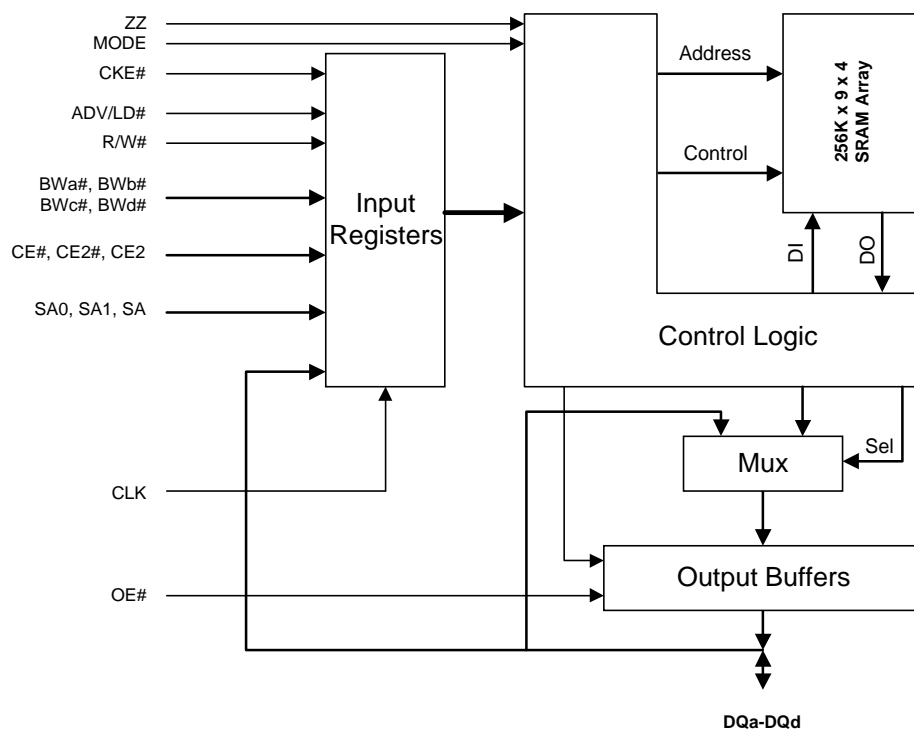 ZZ
MODE
CKE#
ADV/LD#
R/W#
BWa#, BWb#
BWc#, BWd#
CE#, CE2#, CE2
SA0, SA1, SA
CLK
OE#
Input
Registers
Address
Control
256K x 9 x 4
SRAM Array
DI
DO
Control Logic
Sel
Mux
Output Buffers
DQa-DQd